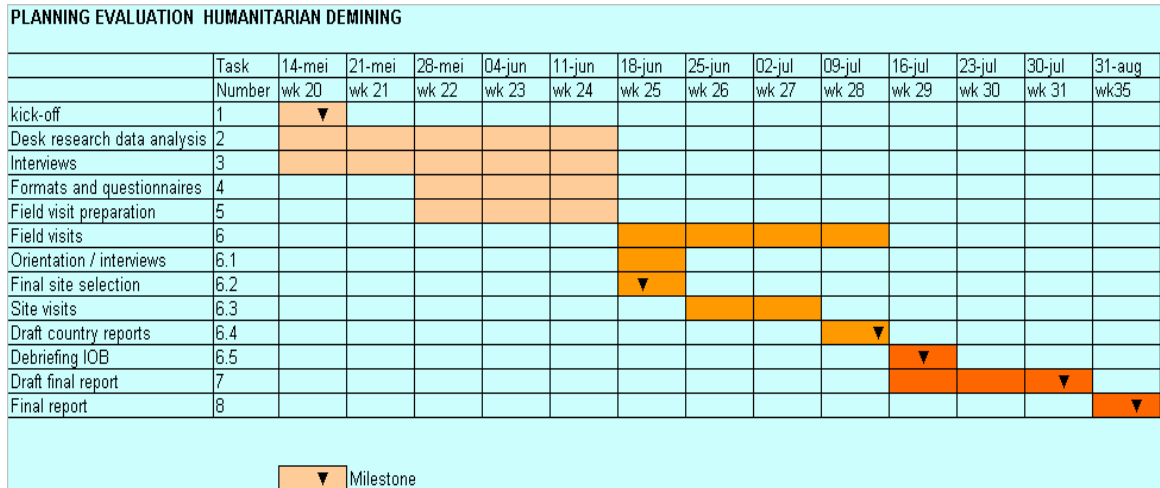 PLANNING EVALUATION HUMANITARIAN DEMINING
Task 14-mei 21-mei 28-mei 04-jun 11-jun 18-jun 25-jun 02-jul 09-jul 16-jul 23-jul 30-jul 31-aug
Number wk 20 wk 21 wk 22 wk 23 wk 24 wk 25 wk 26 wk 27 wk 28 wk 29 wk 30 wk 31 wk35
kick-off 1
Desk research data analysis 2
Interviews 3
Formats and questionnaires 4
Field visit preparation 5
Field visits 6
Orientation / interviews 6.1
Final site selection 6.2
Site visits 6.3
Draft country reports 6.4
Debriefing IOB 6.5
Draft final report 7
Final report 8
Milestone